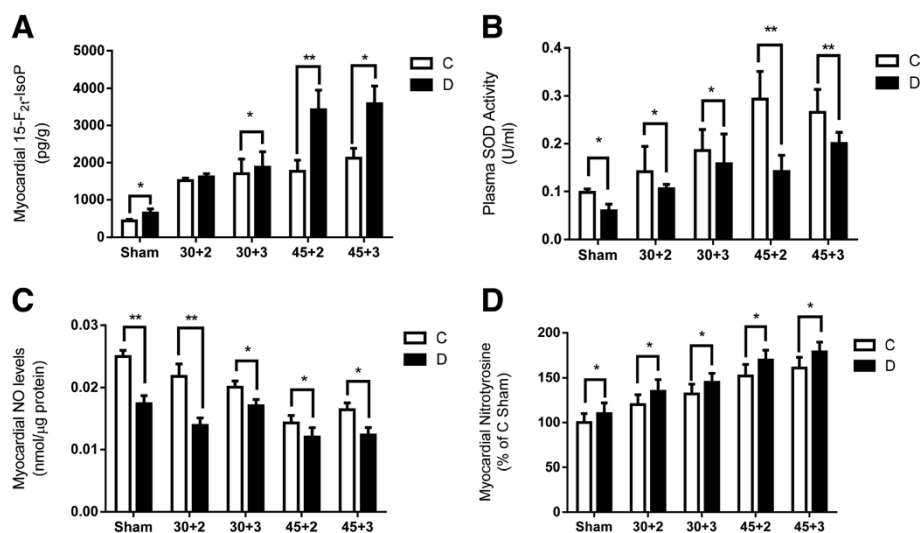 A
Myocardial 15-F2t-IsoP
(pg/g)
5000
4000
3000
2000
1000
0
*
*
**
*
C
D
Sham
30+2
30+3
45+2
45+3
B
Plasma SOD Activity
(U/ml)
0.4
0.3
0.2
0.1
0.0
*
*
*
**
**
C
D
Sham
30+2
30+3
45+2
45+3
C
Myocardial NO levels
(nmol/μg protein)
0.03
0.02
0.01
0.00
**
**
*
*
*
C
D
Sham
30+2
30+3
45+2
45+3
D
Myocardial Nitrotyrosine
(% of C Sham)
200
150
100
50
0
*
*
*
*
*
C
D
Sham
30+2
30+3
45+2
45+3